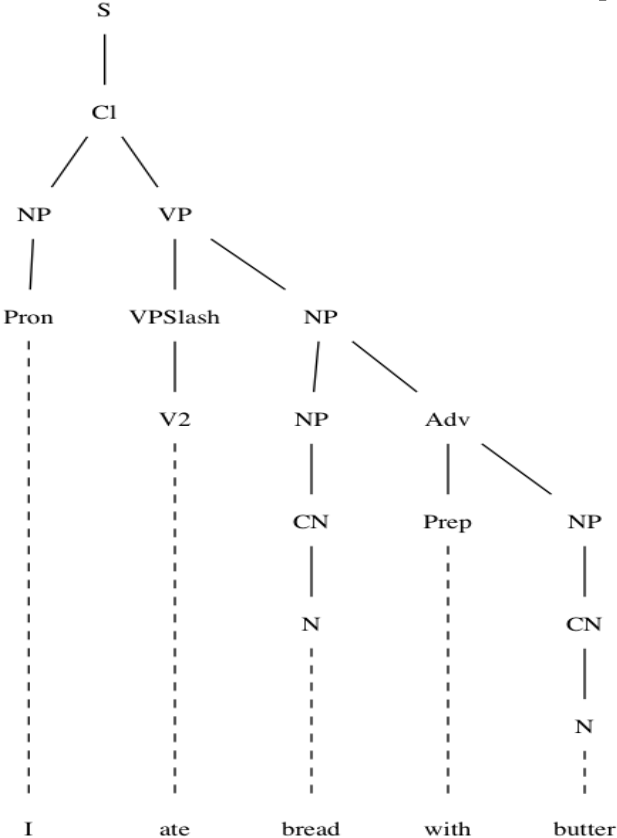 S
Cl
NP VP
Pron VPSlash NP
V2 NP Adv
CN Prep NP
N CN
N
I ate bread with butter